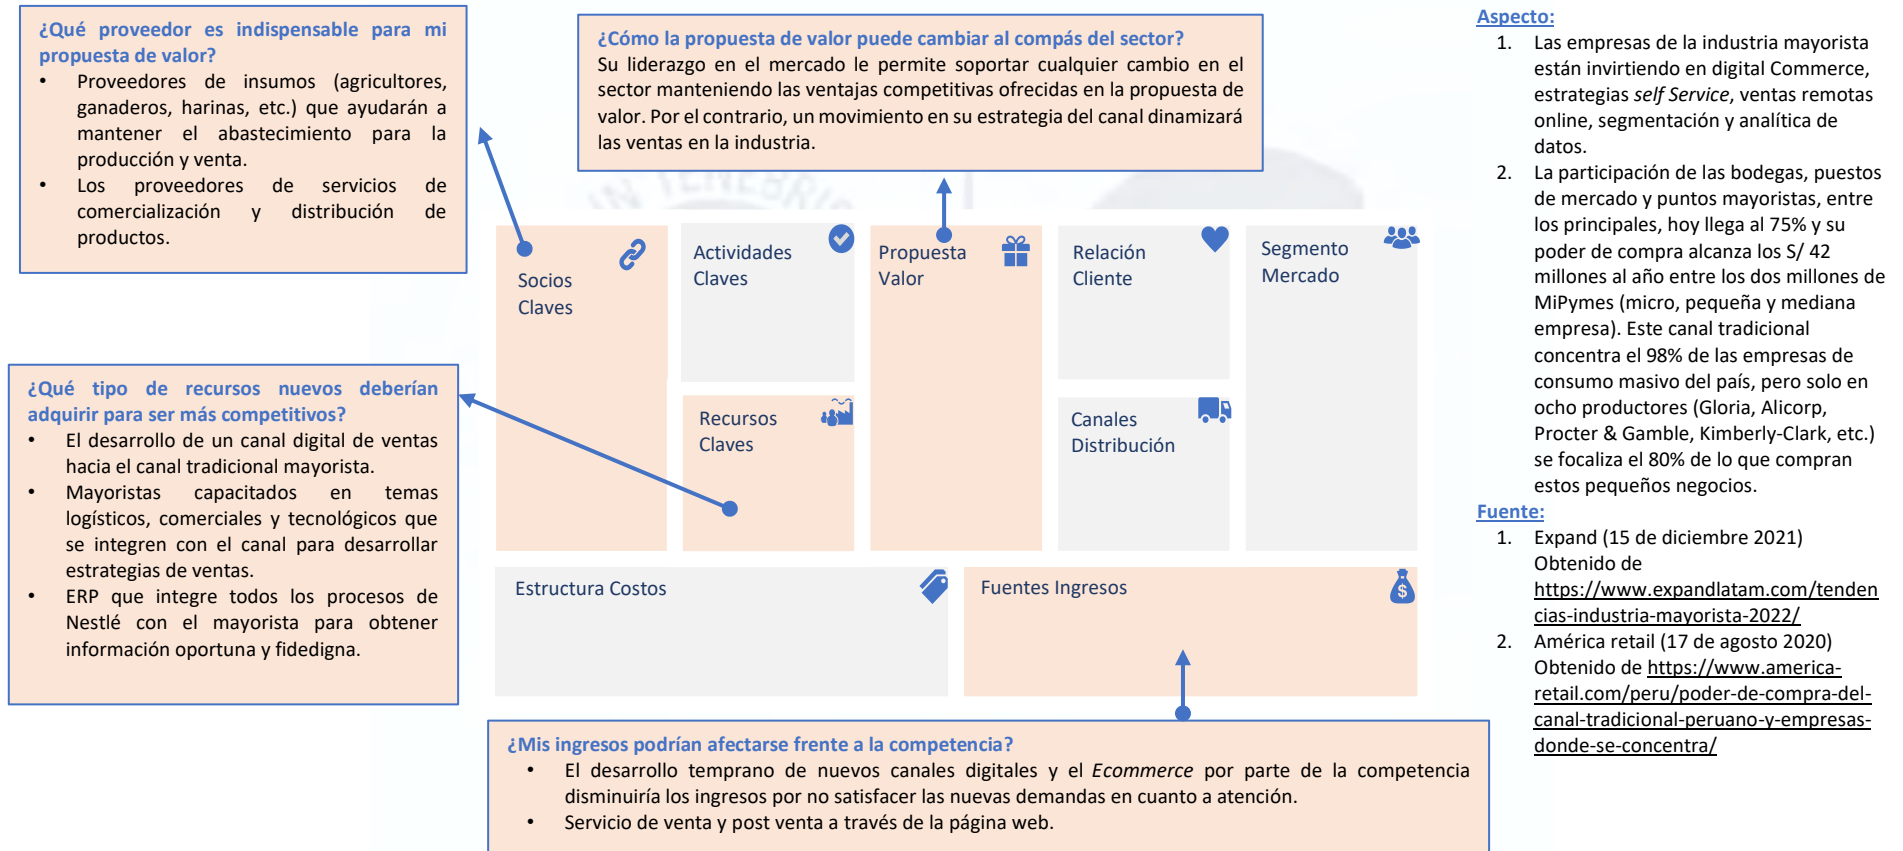 ¿Qué proveedor es indispensable para mi
propuesta de valor?
• Proveedores de insumos (agricultores,
ganaderos, harinas, etc.) que ayudarán a
mantener el abastecimiento para la
producción y venta.
• Los proveedores de servicios de
comercialización y distribución de
productos.
¿Cómo la propuesta de valor puede cambiar al compás del sector?
Su liderazgo en el mercado le permite soportar cualquier cambio en el
sector manteniendo las ventajas competitivas ofrecidas en la propuesta de
valor. Por el contrario, un movimiento en su estrategia del canal dinamizará
las ventas en la industria.
IN TENEBRIS
Socios
Claves
Actividades
Claves
Propuesta
Valor
Relación
Cliente
Segmento
Mercado
¿Qué tipo de recursos nuevos deberían
adquirir para ser más competitivos?
• El desarrollo de un canal digital de ventas
hacia el canal tradicional mayorista.
• Mayoristas capacitados en temas
logísticos, comerciales y tecnológicos que
se integren con el canal para desarrollar
estrategias de ventas.
• ERP que integre todos los procesos de
Nestlé con el mayorista para obtener
información oportuna y fidedigna.
Recursos
Claves
Canales
Distribución
Estructura Costos
Fuentes Ingresos
$
¿Mis ingresos podrían afectarse frente a la competencia?
• El desarrollo temprano de nuevos canales digitales y el Ecommerce por parte de la competencia
disminuiría los ingresos por no satisfacer las nuevas demandas en cuanto a atención.
• Servicio de venta y post venta a través de la página web.
Aspecto:
1. Las empresas de la industria mayorista
están invirtiendo en digital Commerce,
estrategias self Service, ventas remotas
online, segmentación y analítica de
datos.
2. La participación de las bodegas, puestos
de mercado y puntos mayoristas, entre
los principales, hoy llega al 75% y su
poder de compra alcanza los S/ 42
millones al año entre los dos millones de
MiPymes (micro, pequeña y mediana
empresa). Este canal tradicional
concentra el 98% de las empresas de
consumo masivo del país, pero solo en
ocho productores (Gloria, Alicorp,
Procter & Gamble, Kimberly-Clark, etc.)
se focaliza el 80% de lo que compran
estos pequeños negocios.
Fuente:
1. Expand (15 de diciembre 2021)
Obtenido de
https://www.expandlatam.com/tenden
cias-industria-mayorista-2022/
2. América retail (17 de agosto 2020)
Obtenido de https://www.america-
retail.com/peru/poder-de-compra-del-
canal-tradicional-peruano-y-empresas-
donde-se-concentra/